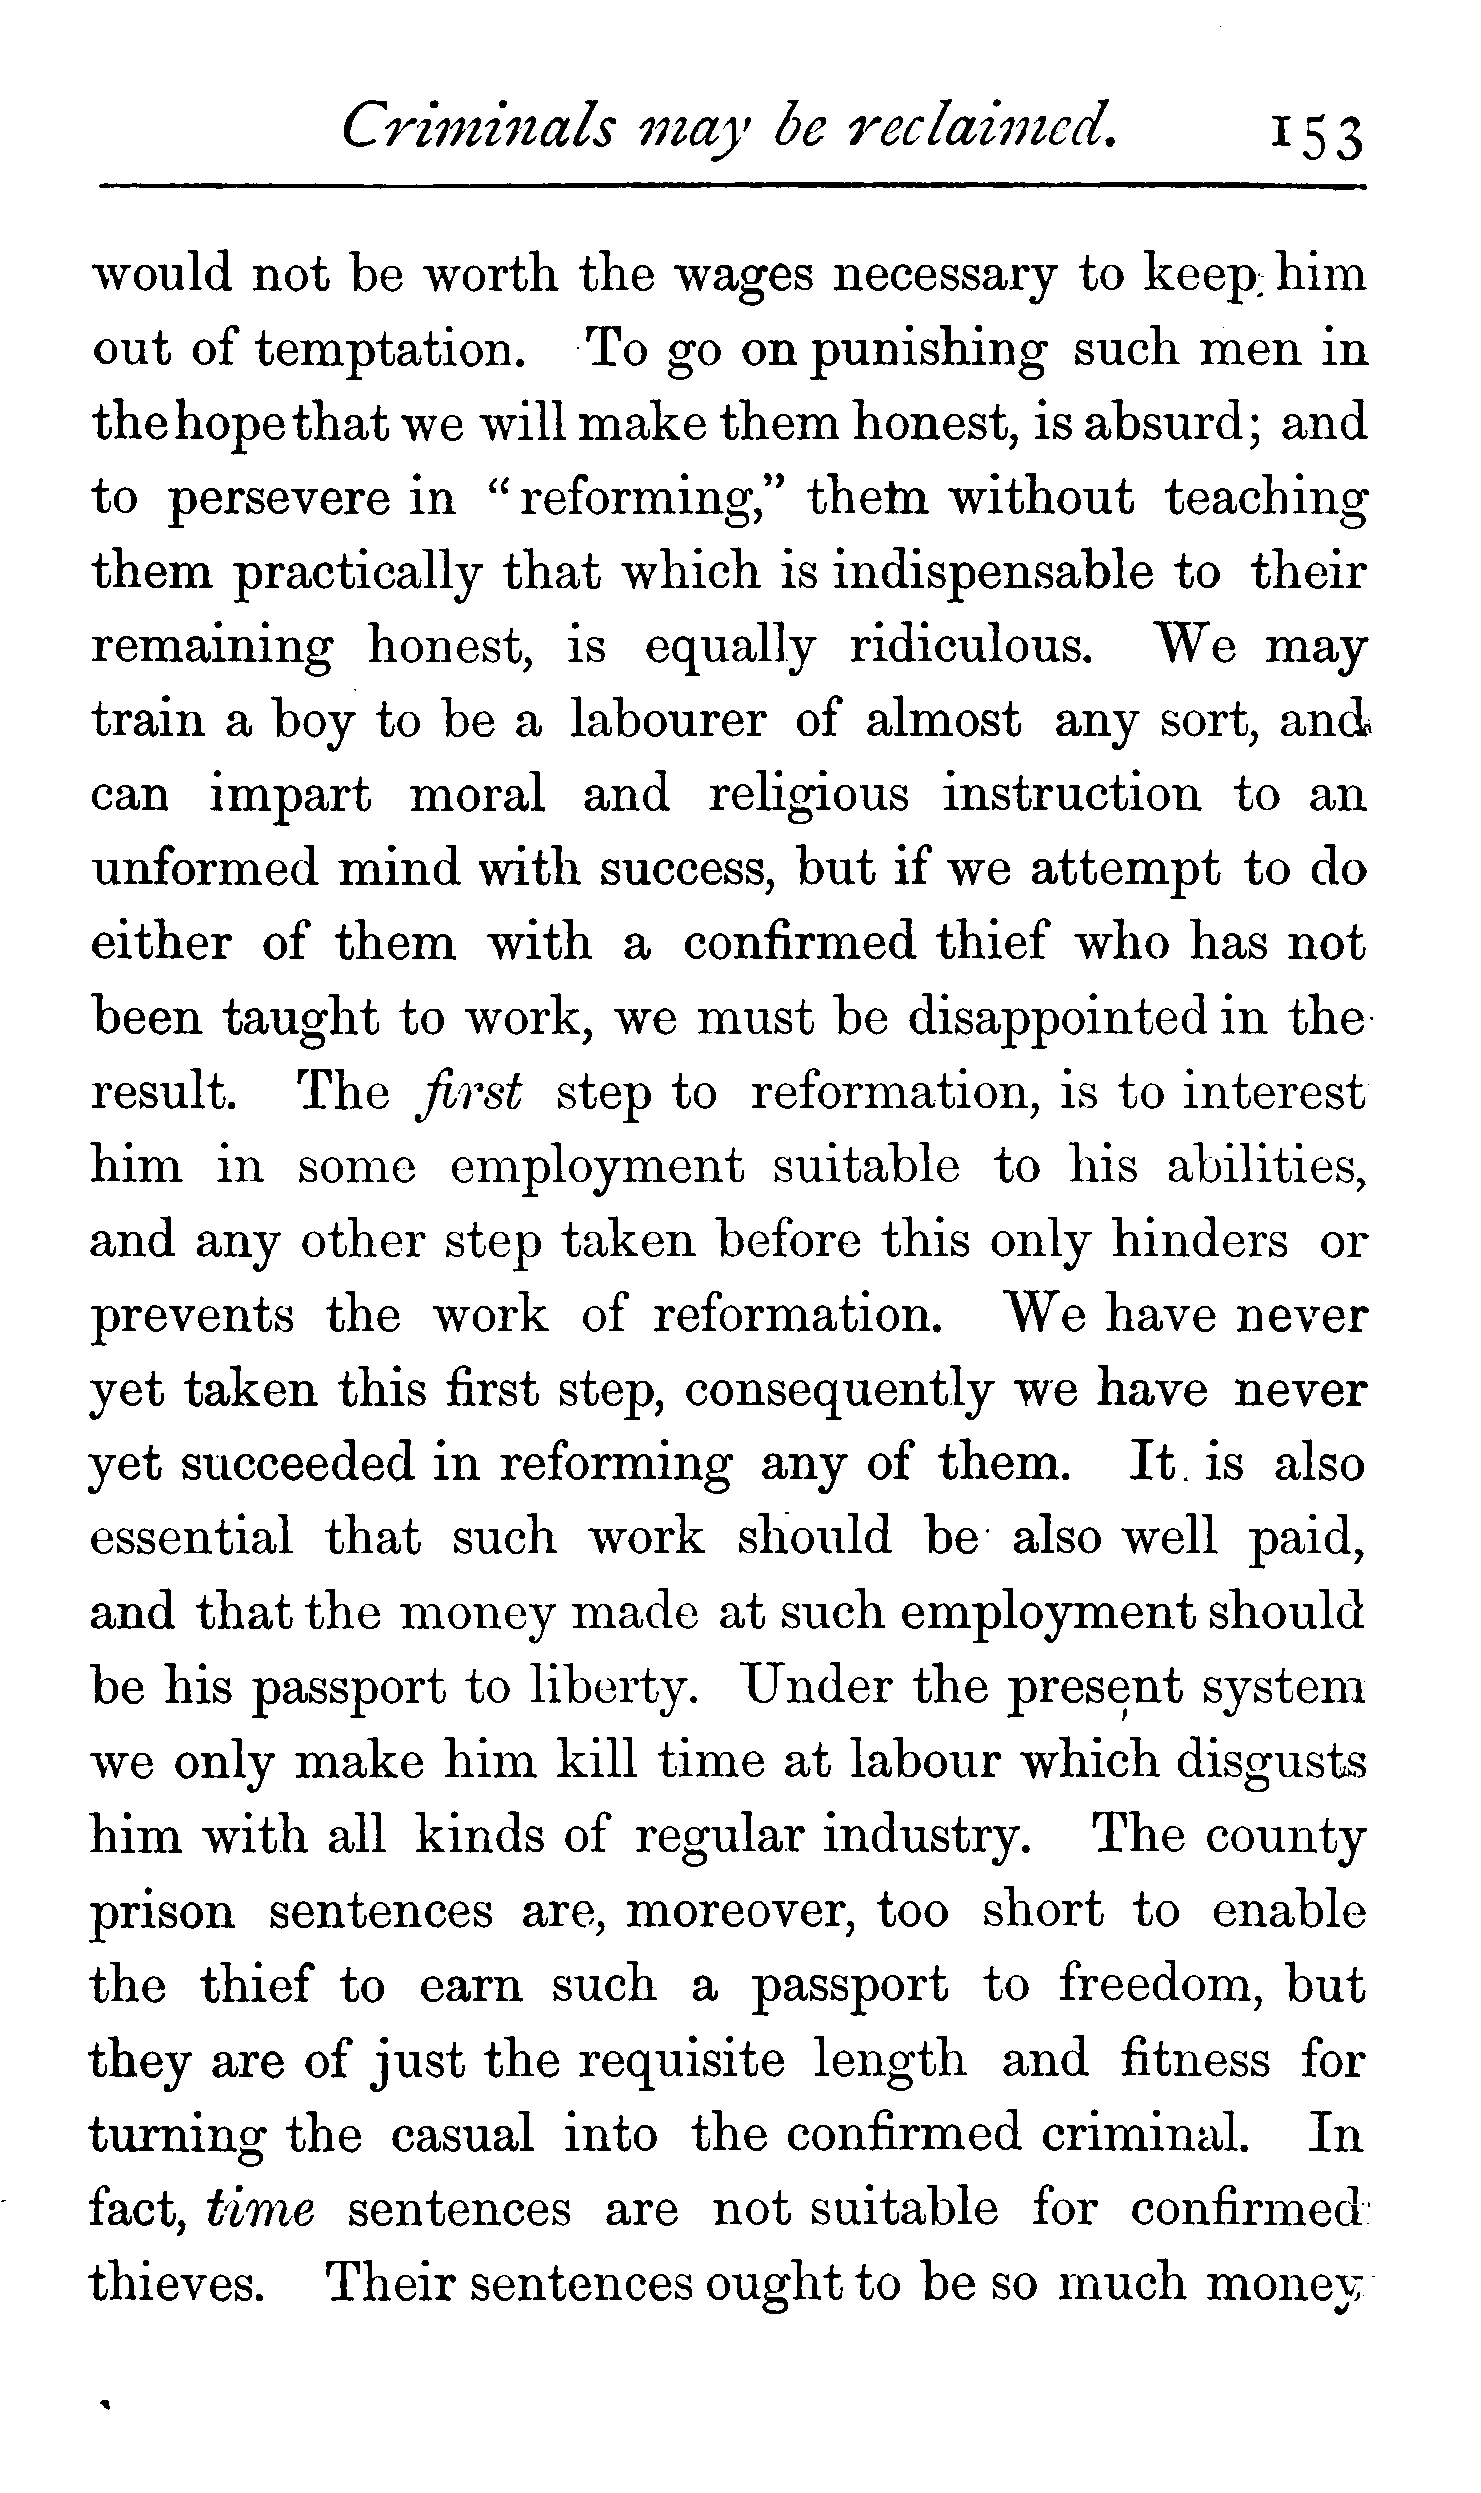 Criminals may be reclaimed. 153
would not be worth the wages necessary to keep him
out of temptation. To go on punishing such men in
the hope that we will make them honest, is absurd; and
to persevere in "reforming," them without teaching
them practically that which is indispensable to their
remaining honest, is equally ridiculous. We may
train a boy to be a labourer of almost any sort, and
can impart moral and religious instruction to an
unformed mind with success, but if we attempt to do
either of them with a confirmed thief who has not
been taught to work, we must be disappointed in the
result. The first step to reformation, is to interest
him in some employment suitable to his abilities,
and any other step taken before this only hinders or
prevents the work of reformation. We have never
yet taken this first step, consequently we have never
yet succeeded in reforming any of them. It is also
essential that such work should be also well paid,
and that the money made at such employment should
be his passport to liberty. Under the present system
we only make him kill time at labour which disgusts
him with all kinds of regular industry. The county
prison sentences are, moreover, too short to enable
the thief to earn such a passport to freedom, but
they are of just the requisite length and fitness for
turning the casual into the confirmed criminal. In
fact, time sentences are not suitable for confirmed
thieves. Their sentences ought to be so much money